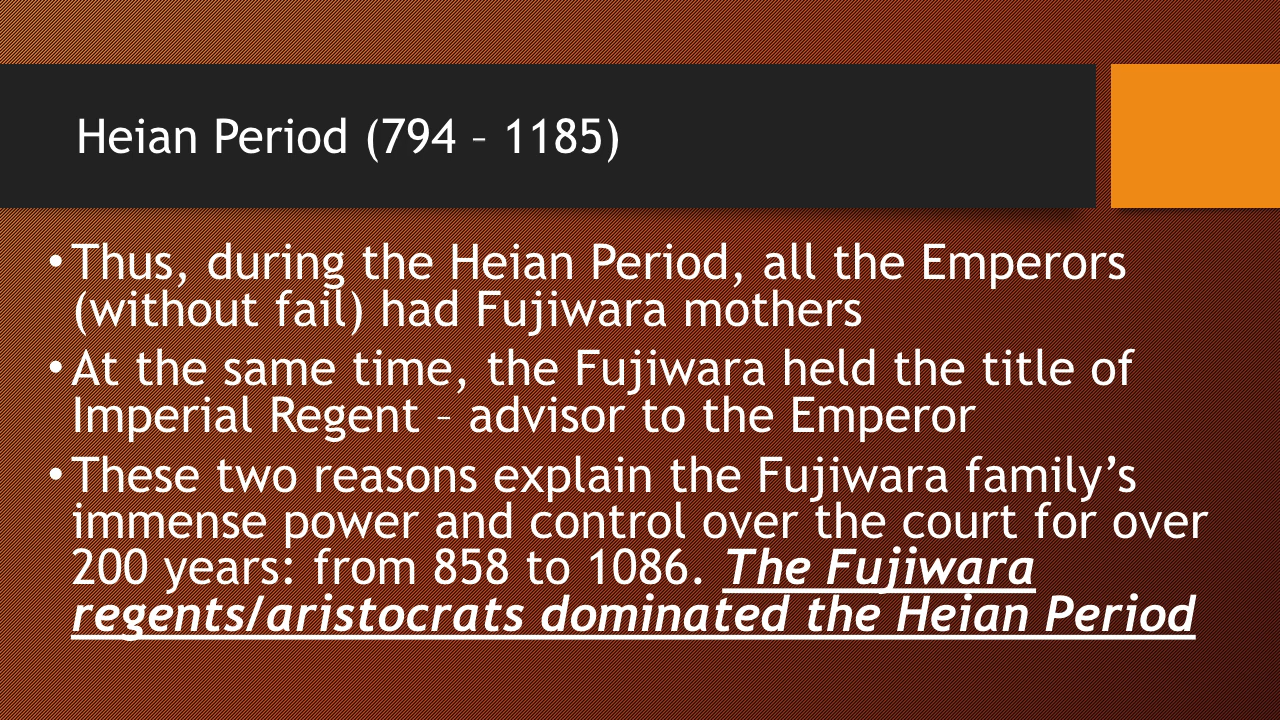 Heian Period (794 – 1185)
• Thus, during the Heian Period, all the Emperors
(without fail) had Fujiwara mothers
• At the same time, the Fujiwara held the title of
Imperial Regent – advisor to the Emperor
• These two reasons explain the Fujiwara family’s
immense power and control over the court for over
200 years: from 858 to 1086. The Fujiwara
regents/aristocrats dominated the Heian Period